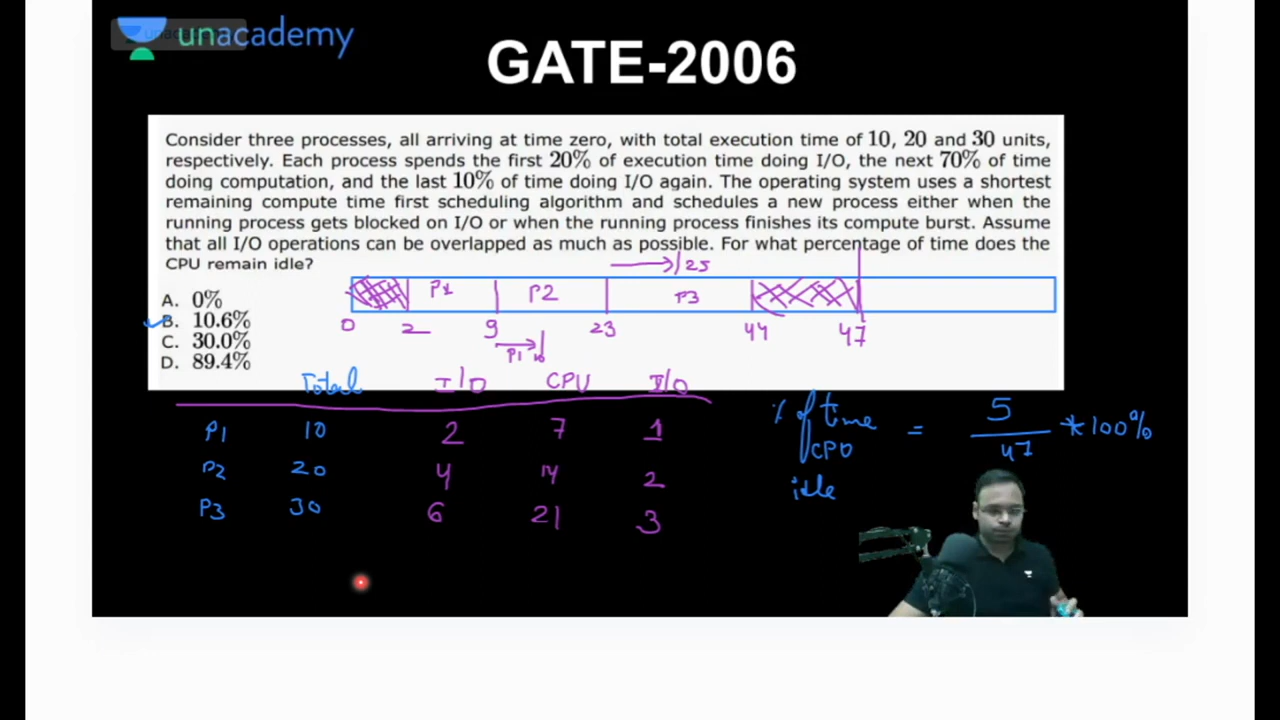 unacademy
GATE-2006
Consider three processes, all arriving at time zero, with total execution time of 10, 20 and 30 units,
respectively. Each process spends the first 20% of execution time doing I/O, the next 70% of time
doing computation, and the last 10% of time doing I/O again. The operating system uses a shortest
remaining compute time first scheduling algorithm and schedules a new process either when the
running process gets blocked on I/O or when the running process finishes its compute burst. Assume
that all I/O operations can be overlapped as much as possible. For what percentage of time does the
CPU remain idle?
25
A. 0%
B. 10.6%
C. 30.0%
D. 89.4%
P1 P2 P3
0 2 9 23 44 47
P1 10
Total I/O CPU I/O
P1 10 2 7 1
P2 20 4 14 2
P3 30 6 21 3
% of time
CPU
idle
= 5
47
*100%